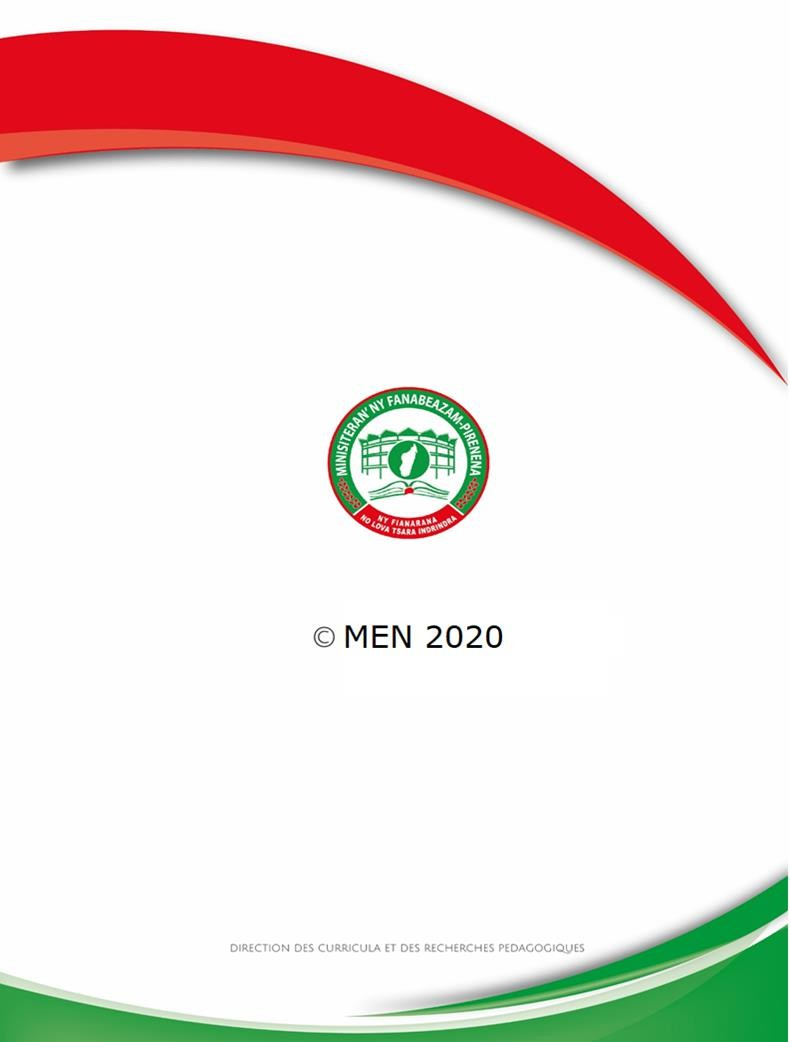 MINISITERAN' NY FANABEAZAM-PIRENENA
NY FIANARANA
NO LOVA TSARA INDRINDRA
© MEN 2020
DIRECTION DES CURRICULA ET DES RECHERCHES PEDAGOGIQUES